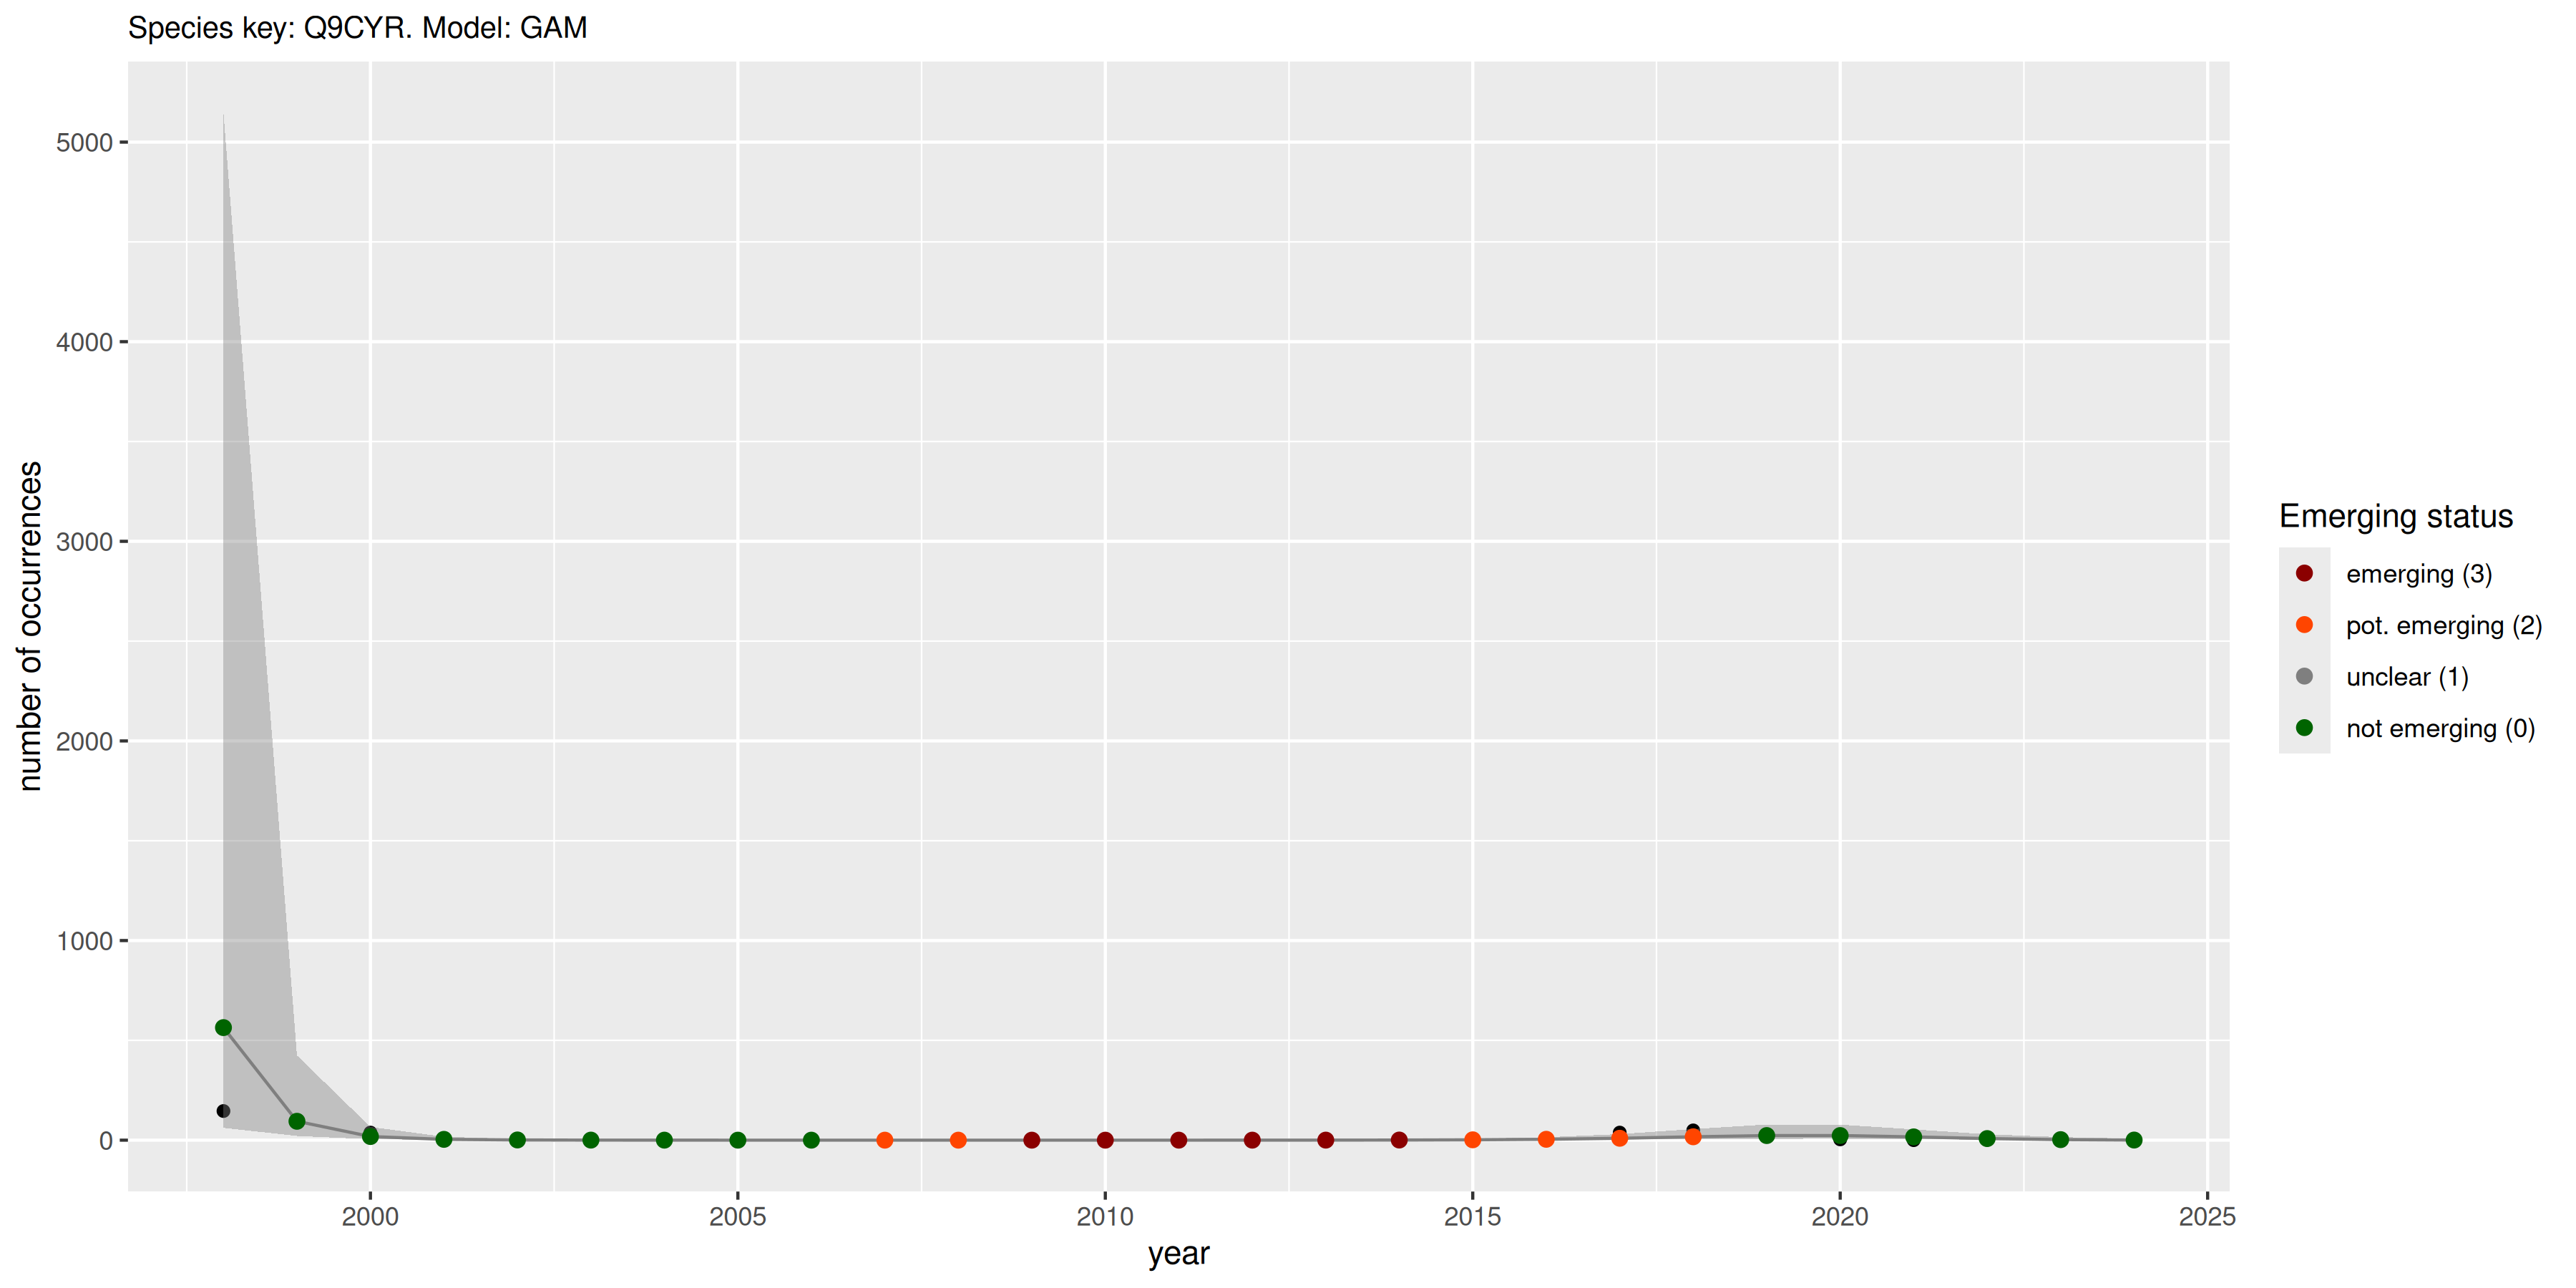 Species key: Q9CYR. Model: GAM
5000
4000
3000
2000
1000
0
number of occurrences
2000
2005
2010
2015
2020
2025
year
Emerging status
emerging (3)
pot. emerging (2)
unclear (1)
not emerging (0)